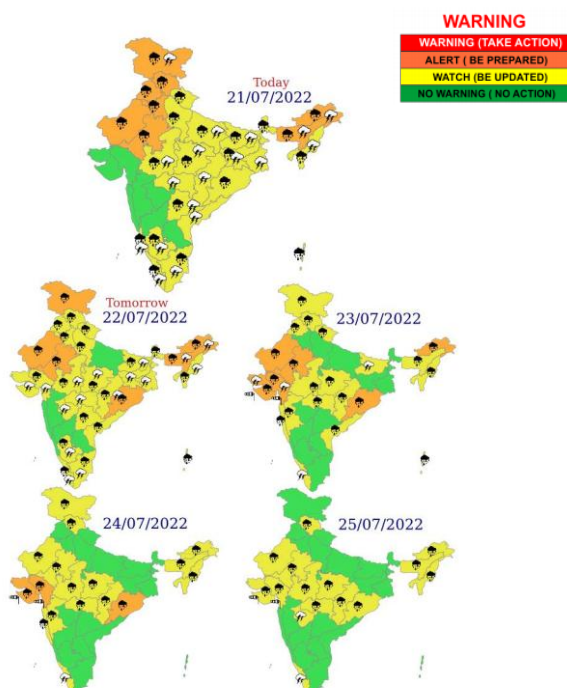 WARNING
WARNING (TAKE ACTION)
ALERT ( BE PREPARED)
WATCH (BE UPDATED)
NO WARNING ( NO ACTION)
Today
21/07/2022
Tomorrow
22/07/2022
23/07/2022
24/07/2022
25/07/2022